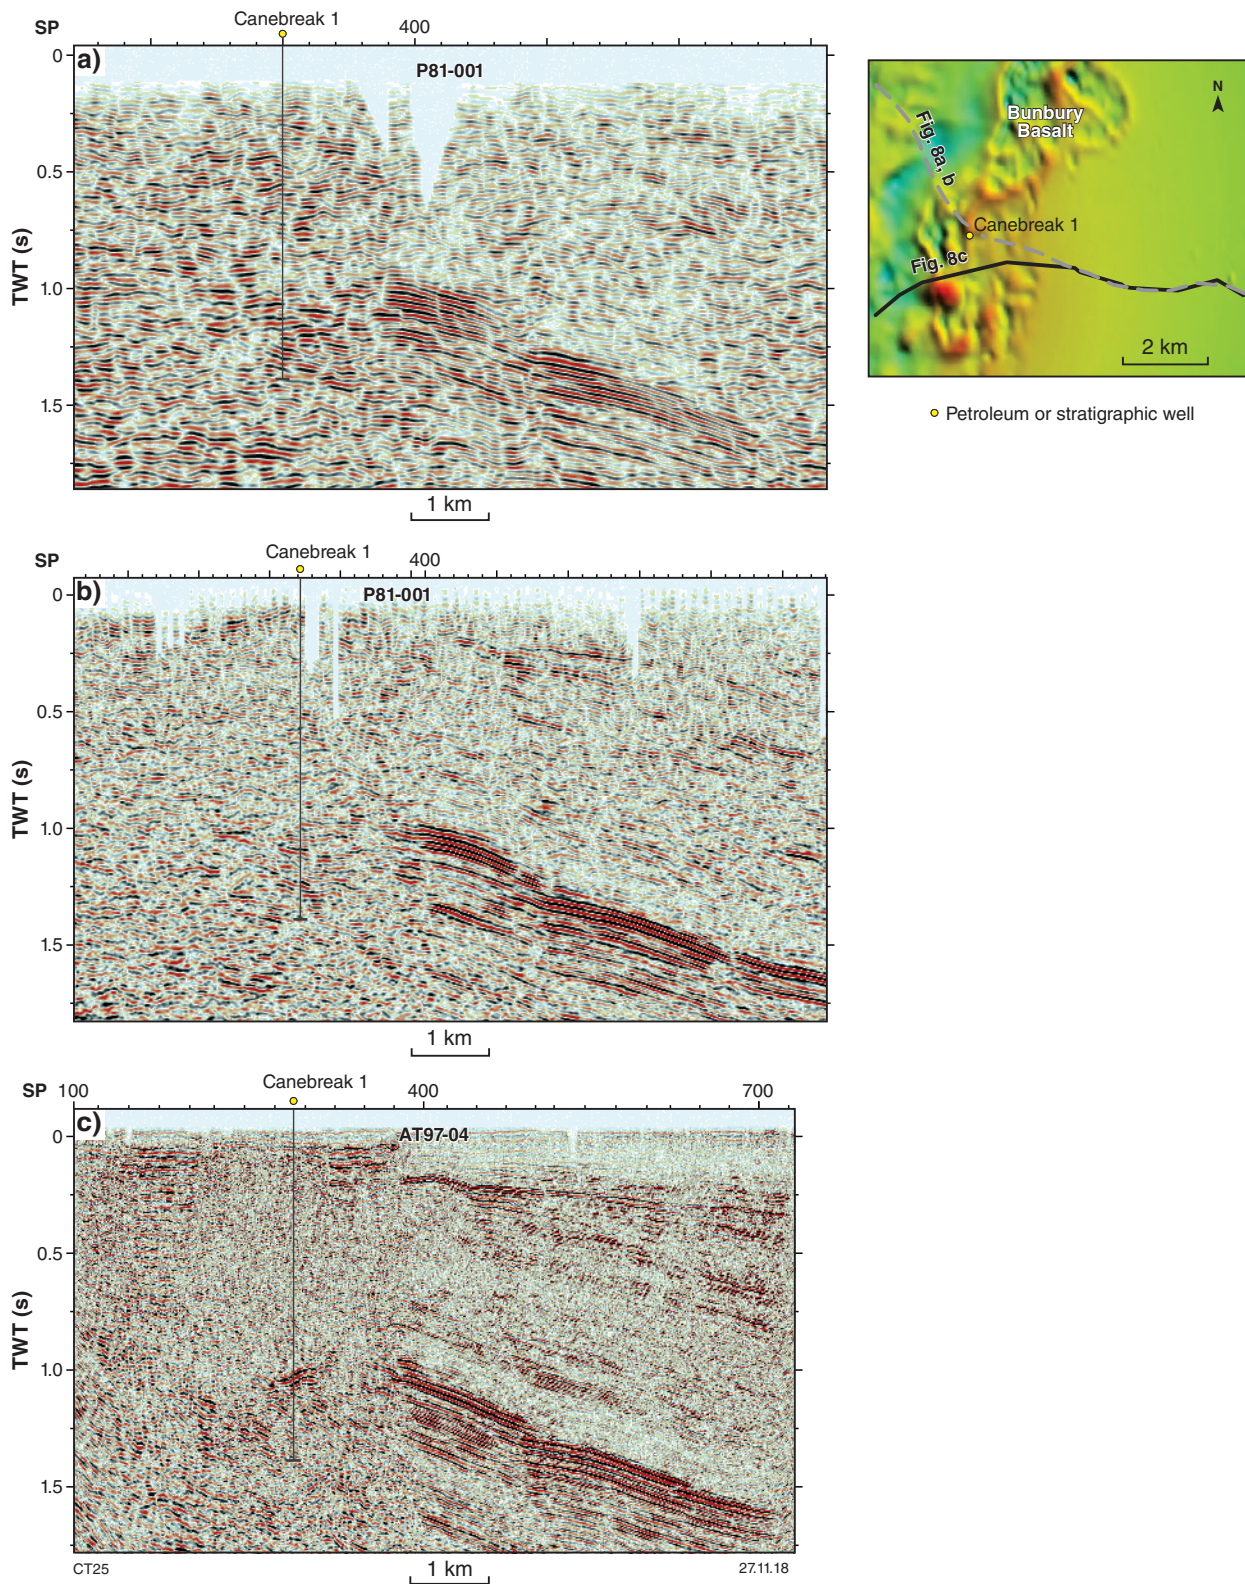 SP
Canebreak 1
400
a)
P81-001
0
0.5
1.0
1.5
TWT (s)
1 km
N
Bunbury
Basalt
Fig. 8a, b
Canebreak 1
Fig. 8c
2 km
Petroleum or stratigraphic well
SP
Canebreak 1
400
b)
P81-001
0
0.5
1.0
1.5
TWT (s)
1 km
SP
100
Canebreak 1
400
700
c)
AT97-04
0
0.5
1.0
1.5
TWT (s)
CT25
1 km
27.11.18